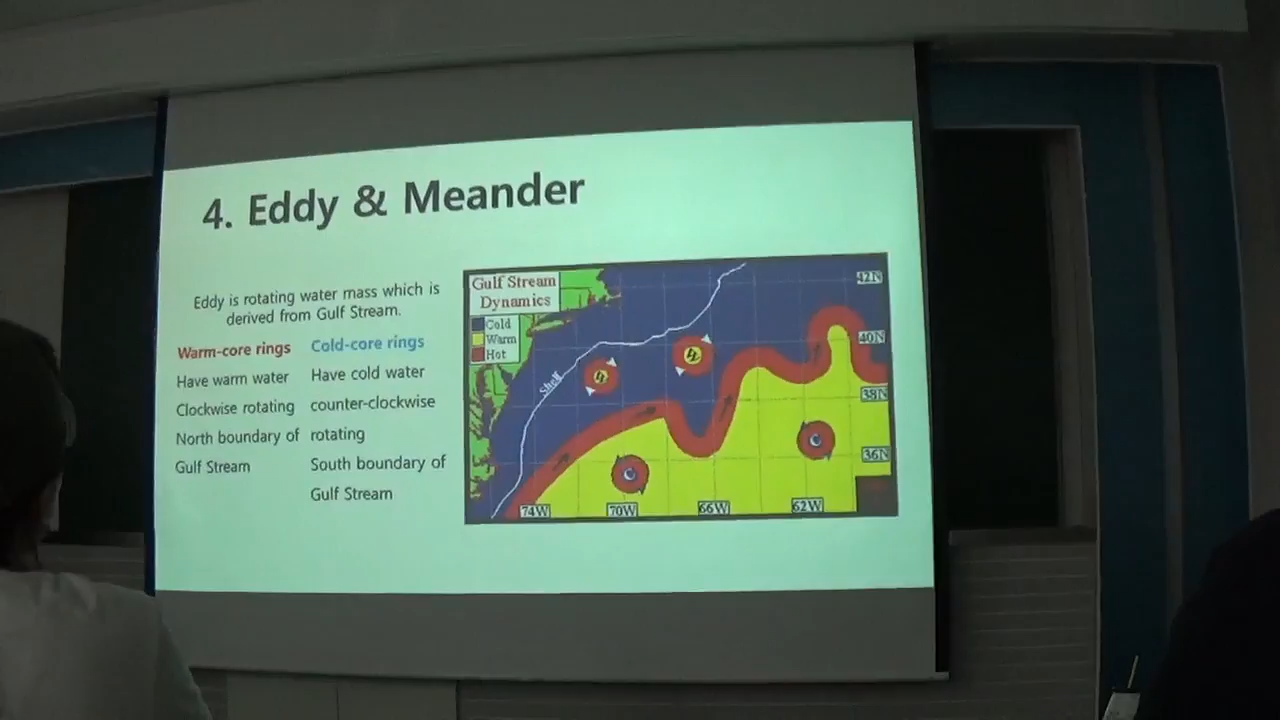 4. Eddy & Meander
Eddy is rotating water mass which is
derived from Gulf Stream.
Warm-core rings
Have warm water
Clockwise rotating
North boundary of
Gulf Stream
Cold-core rings
Have cold water
counter-clockwise
rotating
South boundary of
Gulf Stream
Gulf Stream
Dynamics
Cold
Warm
Hot
Shelf
42N
40N
38N
36N
74W
70W
66W
62W